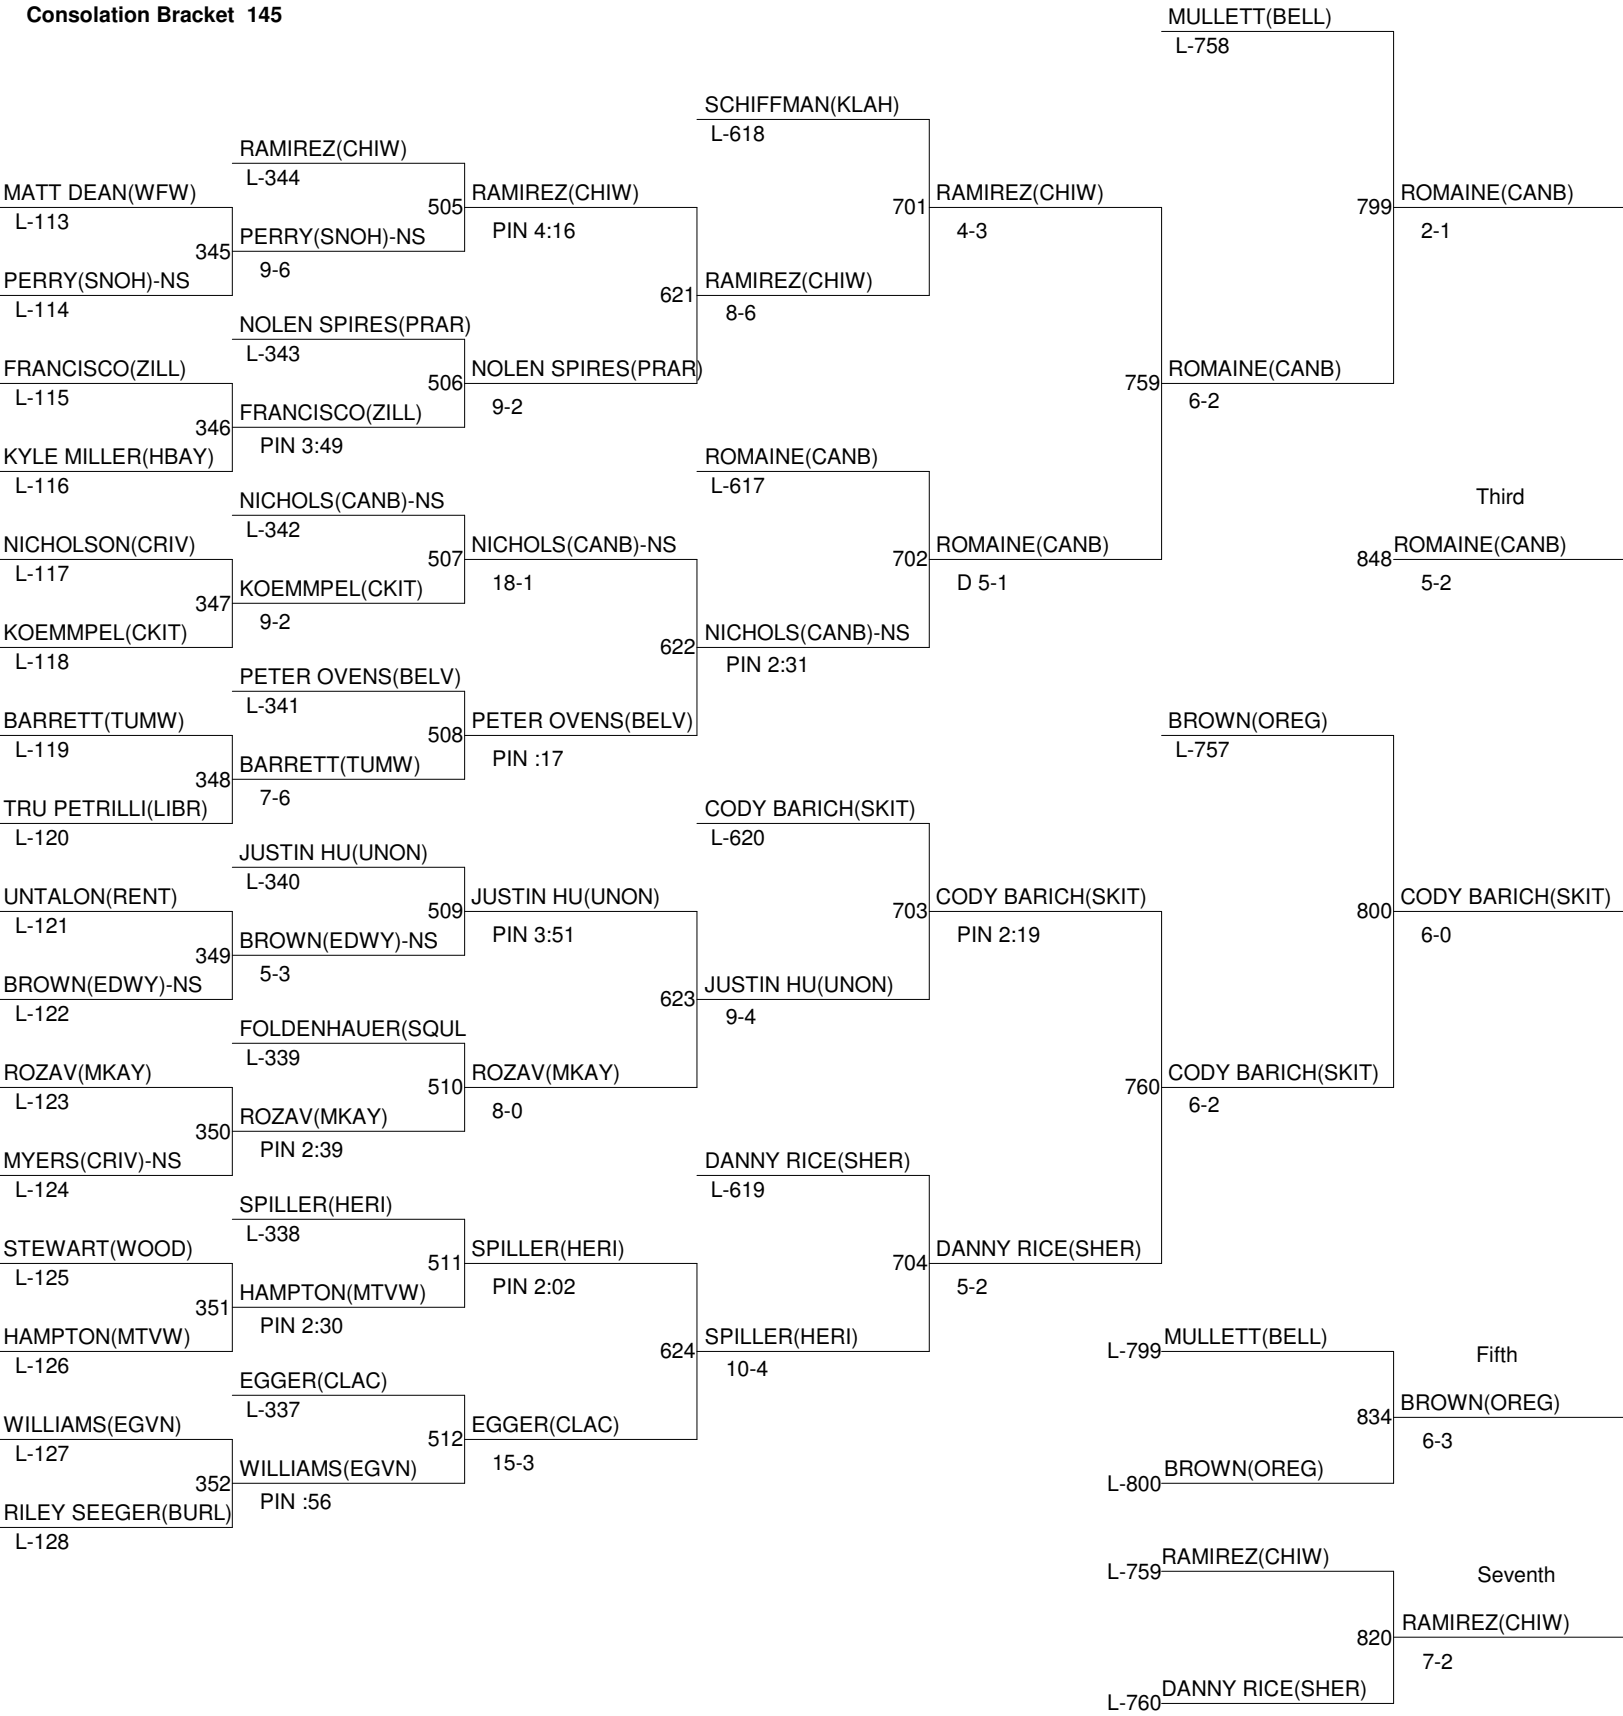 Consolation Bracket 145
MATT DEAN(WFW)
L-113
PERRY(SNOH)-NS
L-114
FRANCISCO(ZILL)
L-115
KYLE MILLER(HBAY)
L-116
NICHOLSON(CRIV)
L-117
KOEMMPEL(CKIT)
L-118
BARRETT(TUMW)
L-119
TRU PETRILLI(LIBR)
L-120
UNTALON(RENT)
L-121
BROWN(EDWY)-NS
L-122
ROZAV(MKAY)
L-123
MYERS(CRIV)-NS
L-124
STEWART(WOOD)
L-125
HAMPTON(MTVW)
L-126
WILLIAMS(EGVN)
L-127
RILEY SEEGER(BURL)
L-128
RAMIREZ(CHIW)
L-344
345
PERRY(SNOH)-NS
9-6
NOLEN SPIRES(PRAR)
L-343
346
FRANCISCO(ZILL)
PIN 3:49
NICHOLS(CANB)-NS
L-342
347
KOEMMPEL(CKIT)
9-2
PETER OVENS(BELV)
L-341
348
BARRETT(TUMW)
7-6
JUSTIN HU(UNON)
L-340
349
BROWN(EDWY)-NS
5-3
FOLDENHAUER(SQUL
L-339
350
ROZAV(MKAY)
PIN 2:39
SPILLER(HERI)
L-338
351
HAMPTON(MTVW)
PIN 2:30
EGGER(CLAC)
L-337
352
WILLIAMS(EGVN)
PIN :56
505
RAMIREZ(CHIW)
PIN 4:16
506
NOLEN SPIRES(PRAR)
9-2
507
NICHOLS(CANB)-NS
18-1
508
PETER OVENS(BELV)
PIN :17
509
JUSTIN HU(UNON)
PIN 3:51
510
ROZAV(MKAY)
8-0
511
SPILLER(HERI)
PIN 2:02
512
EGGER(CLAC)
15-3
SCHIFFMAN(KLAH)
L-618
621
RAMIREZ(CHIW)
8-6
ROMAINE(CANB)
L-617
622
NICHOLS(CANB)-NS
PIN 2:31
CODY BARICH(SKIT)
L-620
623
JUSTIN HU(UNON)
9-4
DANNY RICE(SHER)
L-619
624
SPILLER(HERI)
10-4
701
RAMIREZ(CHIW)
4-3
702
ROMAINE(CANB)
D 5-1
703
CODY BARICH(SKIT)
PIN 2:19
704
DANNY RICE(SHER)
5-2
MULLETT(BELL)
L-758
759
ROMAINE(CANB)
6-2
BROWN(OREG)
L-757
760
CODY BARICH(SKIT)
6-2
799
ROMAINE(CANB)
2-1
Third
848
ROMAINE(CANB)
5-2
800
CODY BARICH(SKIT)
6-0
L-799
MULLETT(BELL)
Fifth
834
BROWN(OREG)
6-3
L-800
BROWN(OREG)
L-759
RAMIREZ(CHIW)
Seventh
820
RAMIREZ(CHIW)
7-2
L-760
DANNY RICE(SHER)